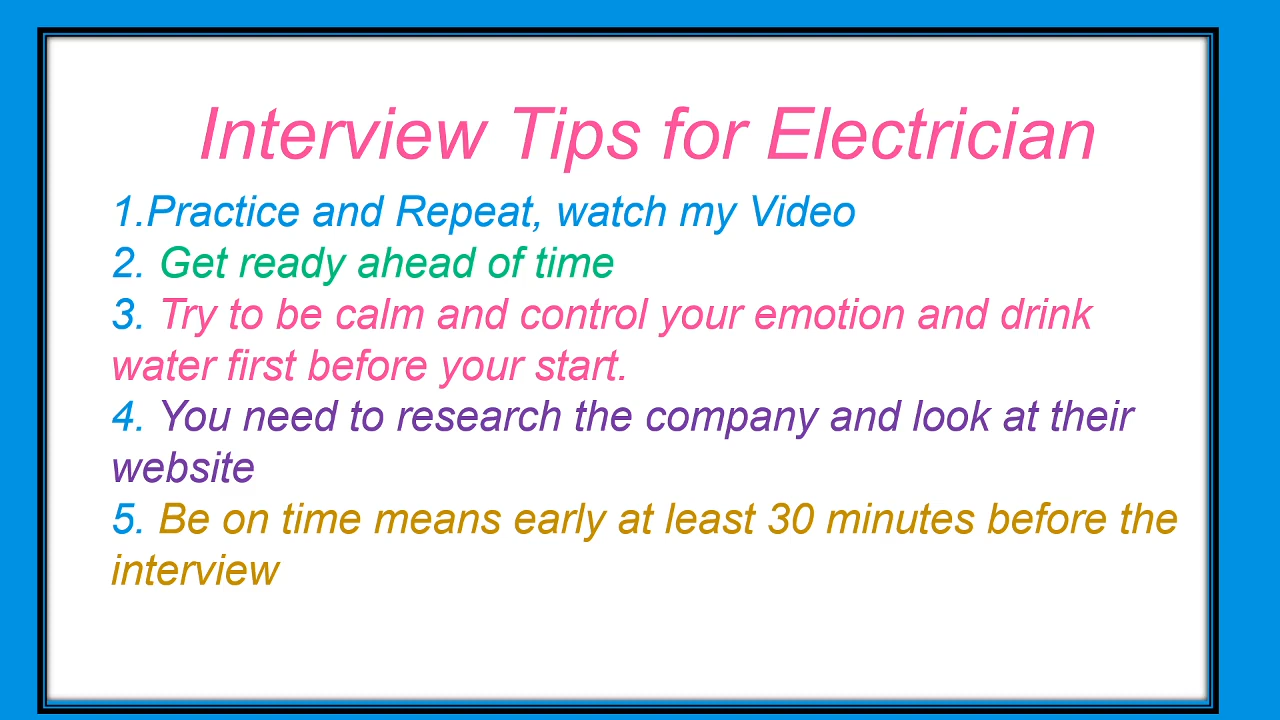 Interview Tips for Electrician
1.Practice and Repeat, watch my Video
2. Get ready ahead of time
3. Try to be calm and control your emotion and drink
water first before your start.
4. You need to research the company and look at their
website
5. Be on time means early at least 30 minutes before the
interview